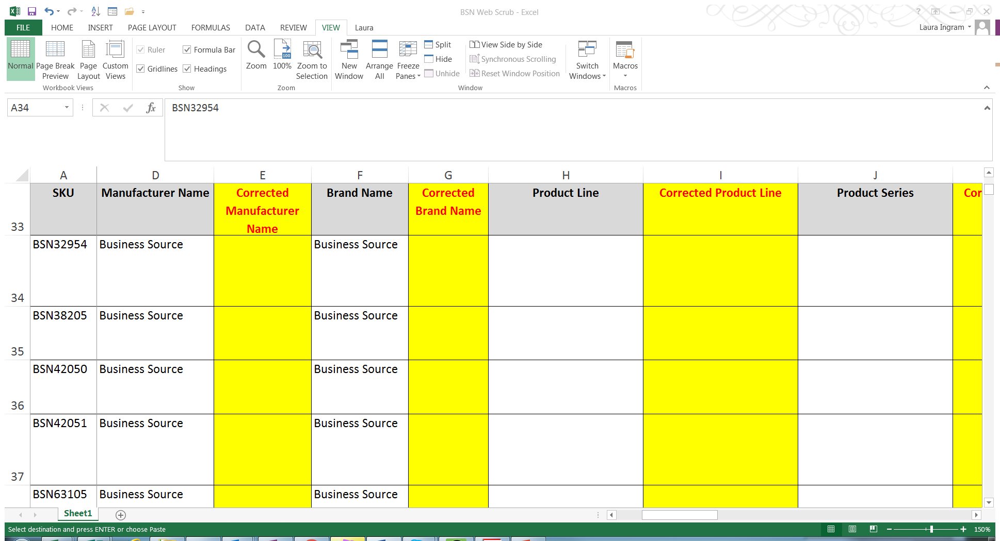 BSN Web Scrub - Excel
?
FILE HOME INSERT PAGE LAYOUT FORMULAS DATA REVIEW VIEW Laura
Laura Ingram
Normal
Page Break
Preview
Page
Layout
Custom
Views
Workbook Views
Ruler
Formula Bar
Gridlines
Headings
Show
Zoom
100
100%
Zoom to
Selection
Zoom
New
Window
Arrange
All
Freeze
Panes
Split
Hide
Unhide
View Side by Side
Synchronous Scrolling
Reset Window Position
Window
Switch
Windows
Macros
Macros
A34
fx
BSN32954
A D E F G H I J
33
SKU
Manufacturer Name
Corrected
Manufacturer
Name
Brand Name
Corrected
Brand Name
Product Line
Corrected Product Line
Product Series
Cor
34 BSN32954 Business Source Business Source
35 BSN38205 Business Source Business Source
36 BSN42050 Business Source Business Source
37 BSN42051 Business Source Business Source
BSN63105 Business Source Business Source
Sheet1
Select destination and press ENTER or choose Paste
150%